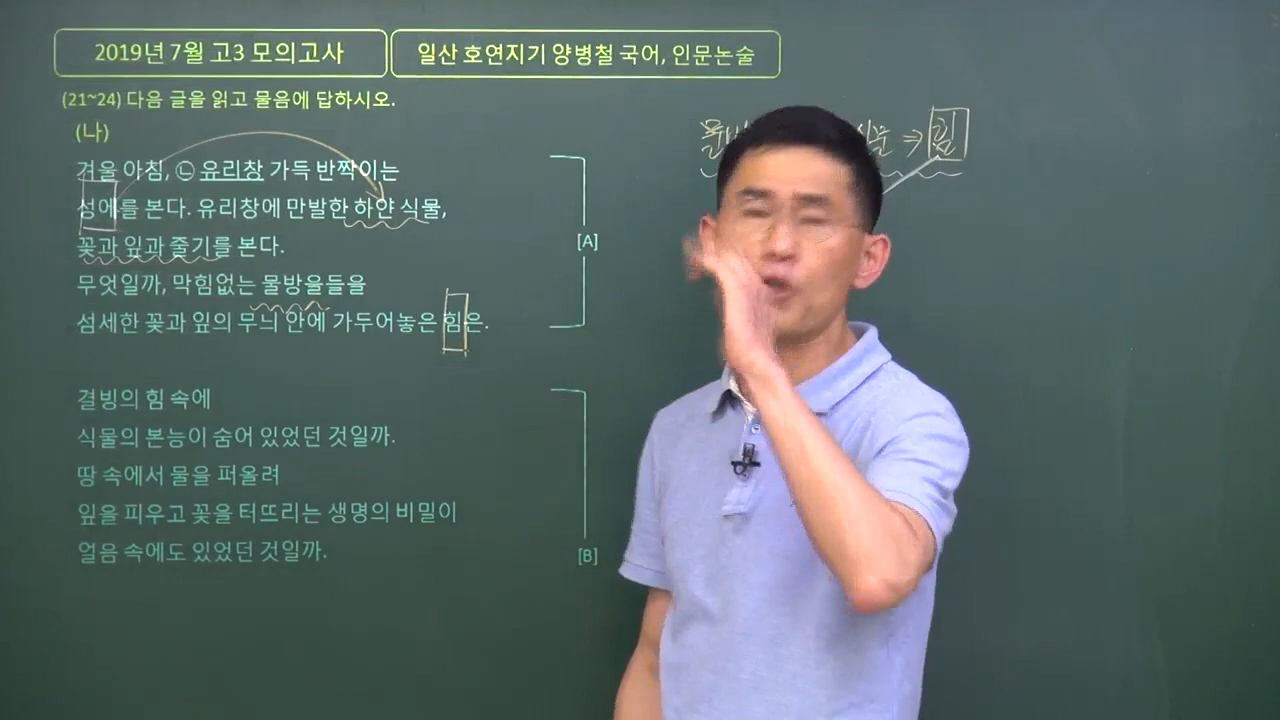 2019년 7월 고3 모의고사
일산 호연지기 양병철 국어, 인문논술
(21~24) 다음 글을 읽고 물음에 답하시오.
(나)
겨울 아침, ㉡ 유리창 가득 반짝이는
성에를 본다. 유리창에 만발한 하얀 식물,
꽃과 잎과 줄기를 본다.
무엇일까, 막힘없는 물방울들을
섬세한 꽃과 잎의 무늬 안에 가두어놓은 힘은.
[A]
결빙의 힘 속에
식물의 본능이 숨어 있었던 것일까.
땅 속에서 물을 퍼올려
잎을 피우고 꽃을 터뜨리는 생명의 비밀이
얼음 속에도 있었던 것일까.
[B]
⇒ 힘